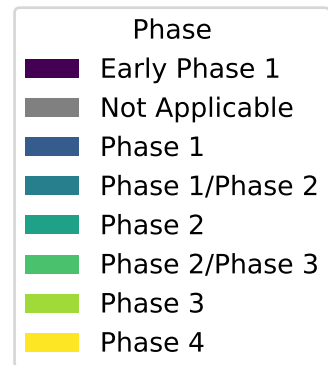 Phase
Early Phase 1
Not Applicable
Phase 1
Phase 1/Phase 2
Phase 2
Phase 2/Phase 3
Phase 3
Phase 4